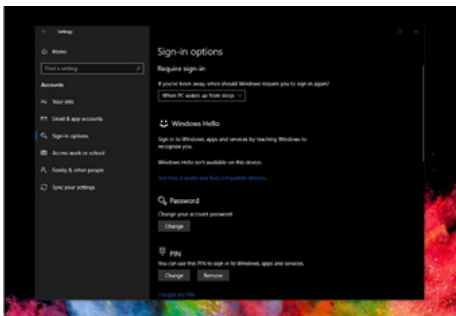 Settings
Home
Find a setting
Accounts
Your info
Email & app accounts
Sign-in options
Access work or school
Family & other people
Sync your settings
Sign-in options
Require sign-in
If you've been away, when should Windows require you to sign in again?
When PC wakes up from sleep
Windows Hello
Sign in to Windows, apps and services by teaching Windows to
recognise you.
Windows Hello isn't available on this device.
See how it works and find compatible devices.
Password
Change your account password
Change
PIN
You can use this PIN to sign in to Windows, apps and services.
Change Remove
I forgot my PIN